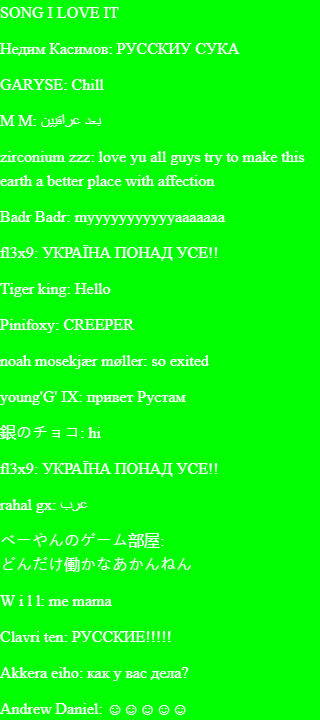 SONG I LOVE IT
Недим Касимов: РУССКИУ СУКА
GARYSE: Chill
M M: بعد عراقيين
zirconium zzz: love yu all guys try to make this
earth a better place with affection
Badr Badr: myyyyyyyyyyyaaaaaaa
fl3x9: УКРАЇНА ПОНАД УСЕ!!
Tiger king: Hello
Pinifoxy: CREEPER
noah mosekjær møller: so exited
young'G' IX: привет Рустам
銀のチョコ: hi
fl3x9: УКРАЇНА ПОНАД УСЕ!!
rahal gx: عرب
べーやんのゲーム部屋:
どんだけ働かなあかんねん
W i l l: me mama
Clavri ten: РУССКИЕ!!!!!
Akkera eiho: как у вас дела?
Andrew Daniel: ☺☺☺☺☺